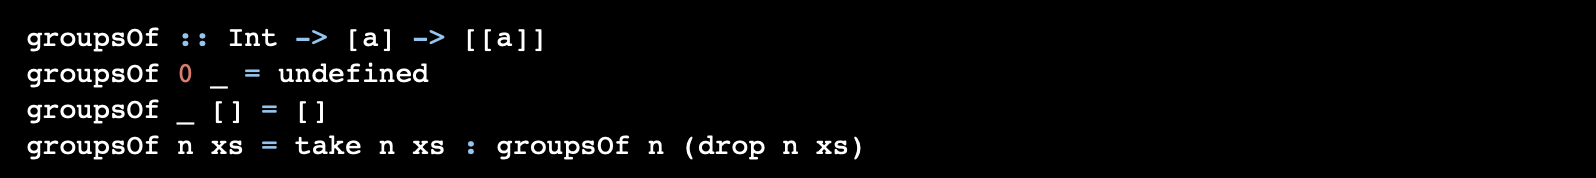 groupsOf :: Int -> [a] -> [[a]]
groupsOf 0 _ = undefined
groupsOf _ [] = []
groupsOf n xs = take n xs : groupsOf n (drop n xs)